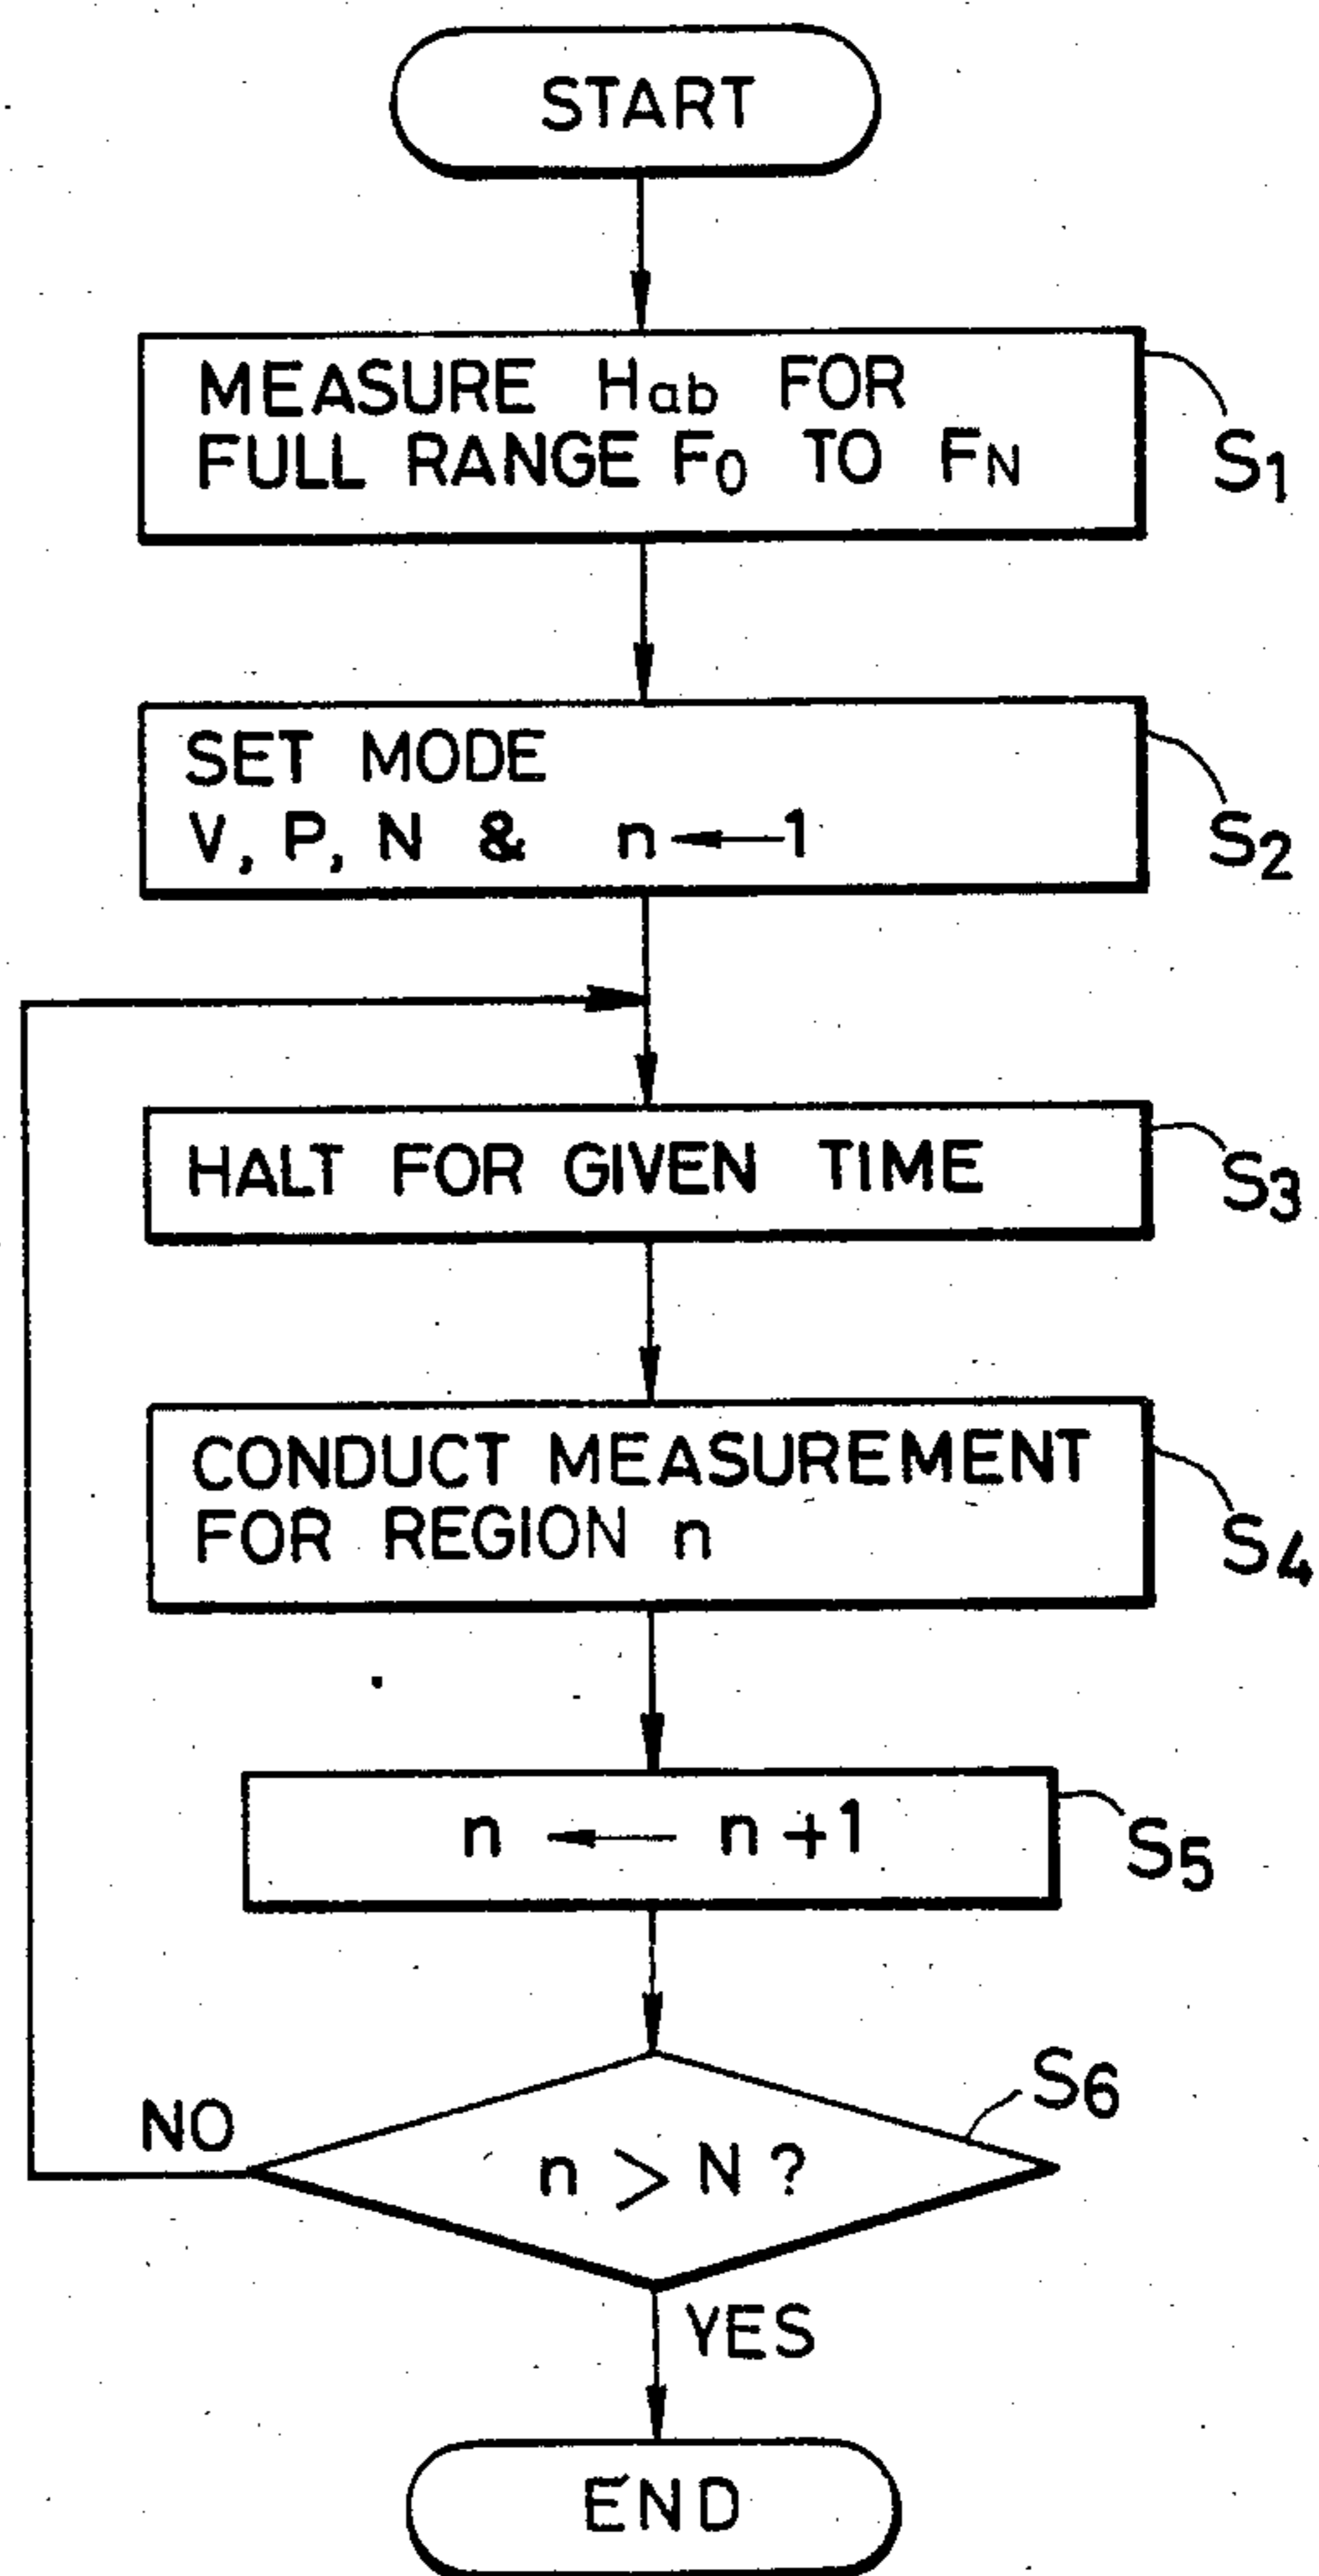 START
MEASURE Hab FOR
FULL RANGE F0 TO FN
S1
SET MODE
V, P, N & n ← 1
S2
HALT FOR GIVEN TIME
S3
CONDUCT MEASUREMENT
FOR REGION n
S4
n ← n+1
S5
S6
NO
n > N ?
YES
END